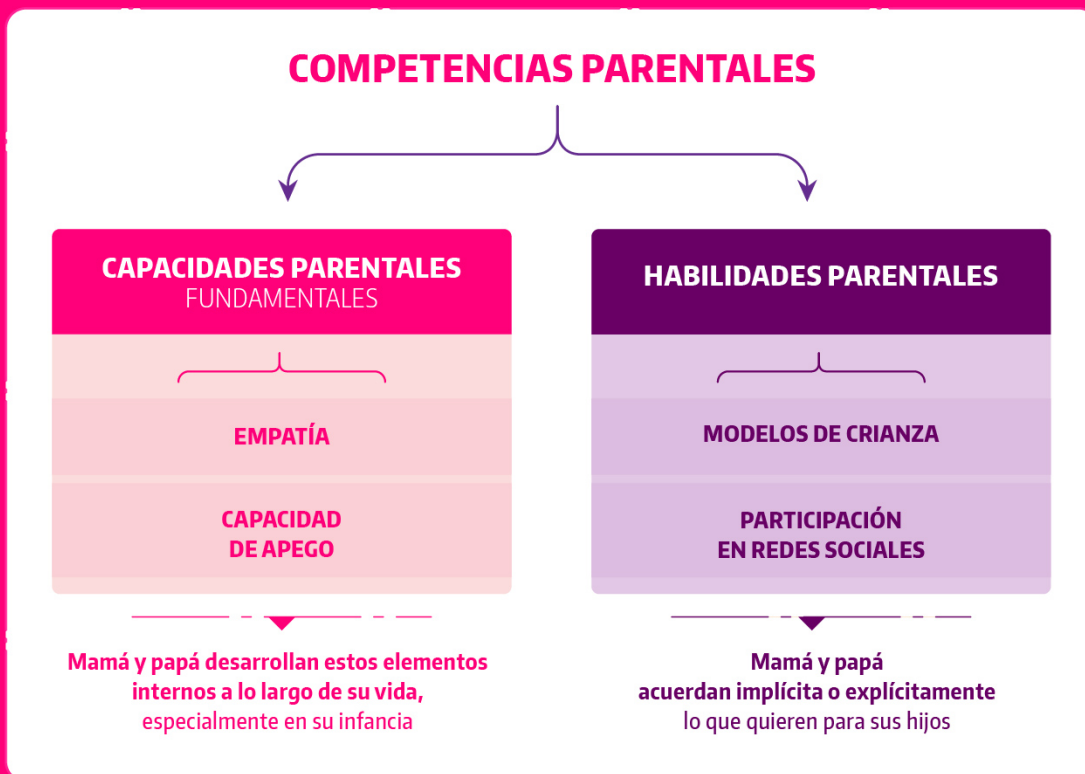 COMPETENCIAS PARENTALES
CAPACIDADES PARENTALES
FUNDAMENTALES
EMPATÍA
CAPACIDAD
DE APEGO
Mamá y papá desarrollan estos elementos
internos a lo largo de su vida,
especialmente en su infancia
HABILIDADES PARENTALES
MODELOS DE CRIANZA
PARTICIPACIÓN
EN REDES SOCIALES
Mamá y papá
acuerdan implícita o explícitamente
lo que quieren para sus hijos